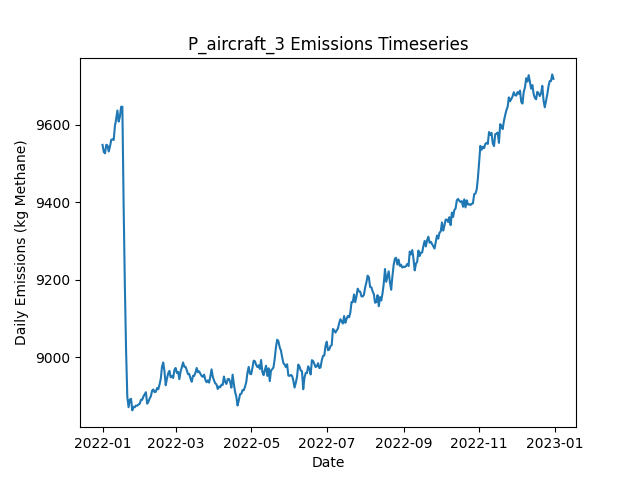 P_aircraft_3 Emissions Timeseries
Daily Emissions (kg Methane)
9600
9400
9200
9000
2022-01 2022-03 2022-05 2022-07 2022-09 2022-11 2023-01
Date